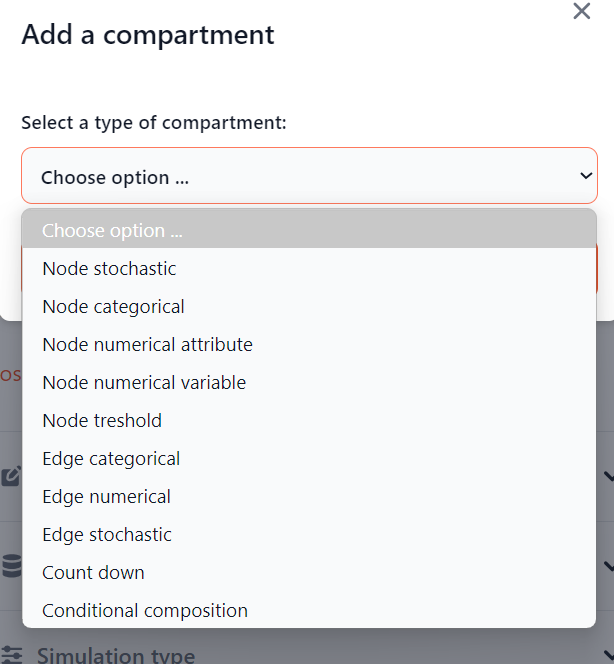 Add a compartment
Select a type of compartment:
Choose option ...
Choose option ...
Node stochastic
Node categorical
Node numerical attribute
Node numerical variable
Node treshold
Edge categorical
Edge numerical
Edge stochastic
Count down
Conditional composition
os
Simulation type